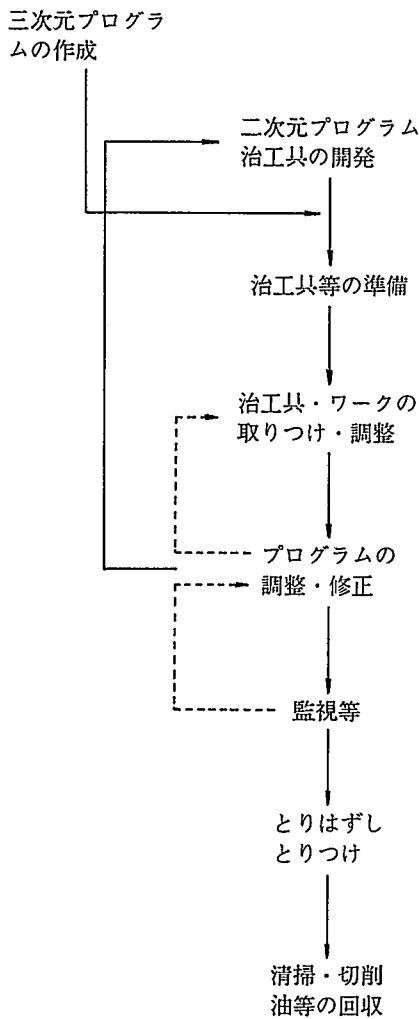 三次元プログラ
ムの作成
二次元プログラム
治工具の開発
治工具等の準備
治工具・ワークの
取りつけ・調整
プログラムの
調整・修正
監視等
とりはずし
とりつけ
清掃・切削
油等の回収